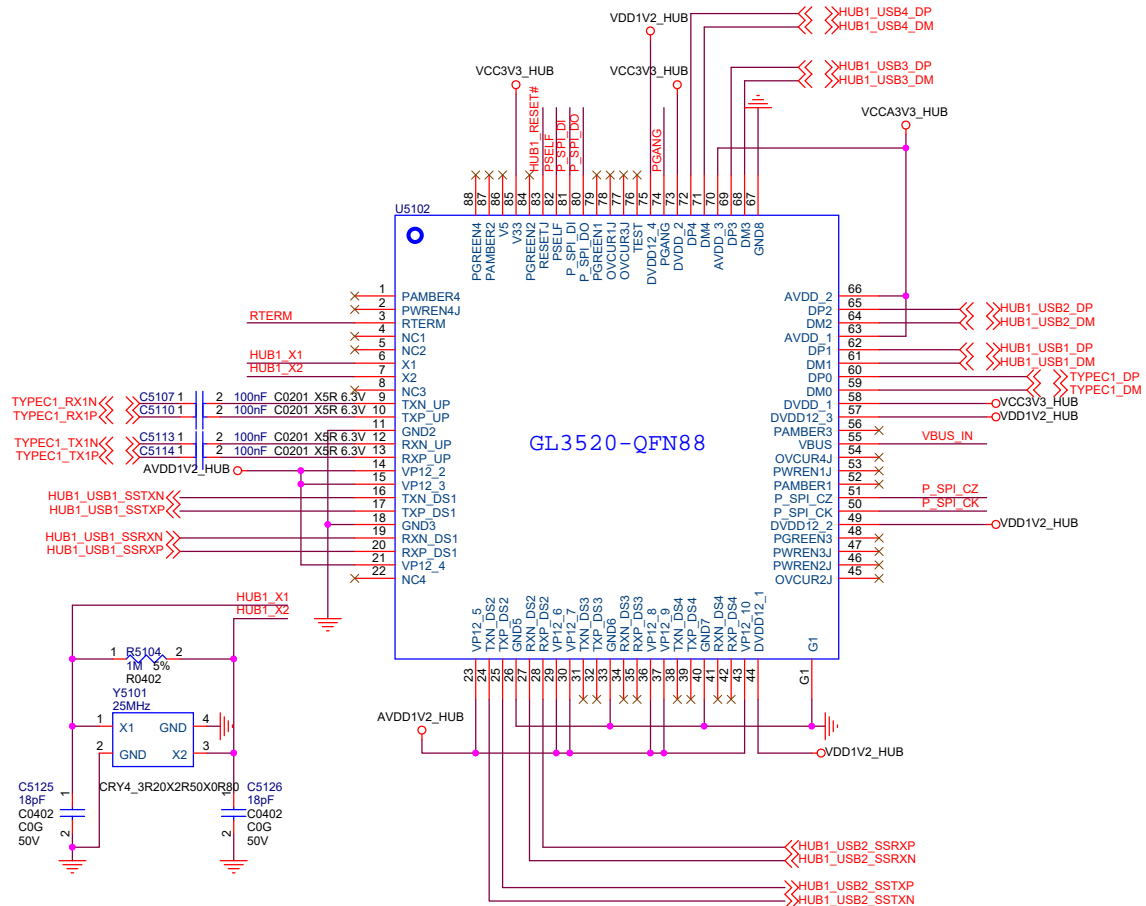 HUB1_USB4_DP
HUB1_USB4_DM
VDD1V2_HUB
HUB1_USB3_DP
HUB1_USB3_DM
VCC3V3_HUB
VCC3V3_HUB
VCCA3V3_HUB
HUB1_RESET#
PSELF
P_SPI_DI
P_SPI_DO
PGANG
88 87 86 85 84 83 82 81 80 79 78 77 76 75 74 73 72 71 70 69 68 67
U5102
PGREEN4
PAMBER2
V5
V33
PGREEN2
RESETJ
PSELF
P_SPI_DI
P_SPI_DO
PGREEN1
OVCUR1J
OVCUR3J
TEST
DVDD12_4
PGANG
DVDD_2
DP4
DM4
AVDD_3
DP3
DM3
GND8
1 PAMBER4
2 PWREN4J
RTERM 3 RTERM
4 NC1
5 NC2
HUB1_X1 6 X1
HUB1_X2 7 X2
8 NC3
TYPEC1_RX1N C5107 1 2 100nF C0201 X5R 6.3V 9 TXN_UP
TYPEC1_RX1P C5110 1 2 100nF C0201 X5R 6.3V 10 TXP_UP
11 GND2
TYPEC1_TX1N C5113 1 2 100nF C0201 X5R 6.3V 12 RXN_UP
TYPEC1_TX1P C5114 1 2 100nF C0201 X5R 6.3V 13 RXP_UP
AVDD1V2_HUB 14 VP12_2
15 VP12_3
HUB1_USB1_SSTXN 16 TXN_DS1
HUB1_USB1_SSTXP 17 TXP_DS1
18 GND3
HUB1_USB1_SSRXN 19 RXN_DS1
HUB1_USB1_SSRXP 20 RXP_DS1
21 VP12_4
22 NC4
GL3520-QFN88
AVDD_2 66
DP2 65 HUB1_USB2_DP
DM2 64 HUB1_USB2_DM
AVDD_1 63
DP1 62 HUB1_USB1_DP
DM1 61 HUB1_USB1_DM
DP0 60 TYPEC1_DP
DM0 59 TYPEC1_DM
DVDD_1 58 VCC3V3_HUB
DVDD12_3 57 VDD1V2_HUB
PAMBER3 56
VBUS 55 VBUS_IN
OVCUR4J 54
PWREN1J 53
PAMBER1 52
P_SPI_CZ 51 P_SPI_CZ
P_SPI_CK 50 P_SPI_CK
DVDD12_2 49 VDD1V2_HUB
PGREEN3 48
PWREN3J 47
PWREN2J 46
OVCUR2J 45
VP12_5
TXN_DS2
TXP_DS2
GND5
RXN_DS2
RXP_DS2
VP12_6
VP12_7
TXN_DS3
TXP_DS3
GND6
RXN_DS3
RXP_DS3
VP12_8
VP12_9
TXN_DS4
TXP_DS4
GND7
RXN_DS4
RXP_DS4
VP12_10
DVDD12_1
G1
23 24 25 26 27 28 29 30 31 32 33 34 35 36 37 38 39 40 41 42 43 44 G1
AVDD1V2_HUB
VDD1V2_HUB
HUB1_USB2_SSRXP
HUB1_USB2_SSRXN
HUB1_USB2_SSTXP
HUB1_USB2_SSTXN
HUB1_X1
HUB1_X2
1 R5104 2
1M 5%
R0402
Y5101
25MHz
1 X1 GND 4
2 GND X2 3
CRY4_3R20X2R50X0R80
C5125
18pF
C0402
C0G
50V
1
2
C5126
18pF
C0402
C0G
50V
1
2